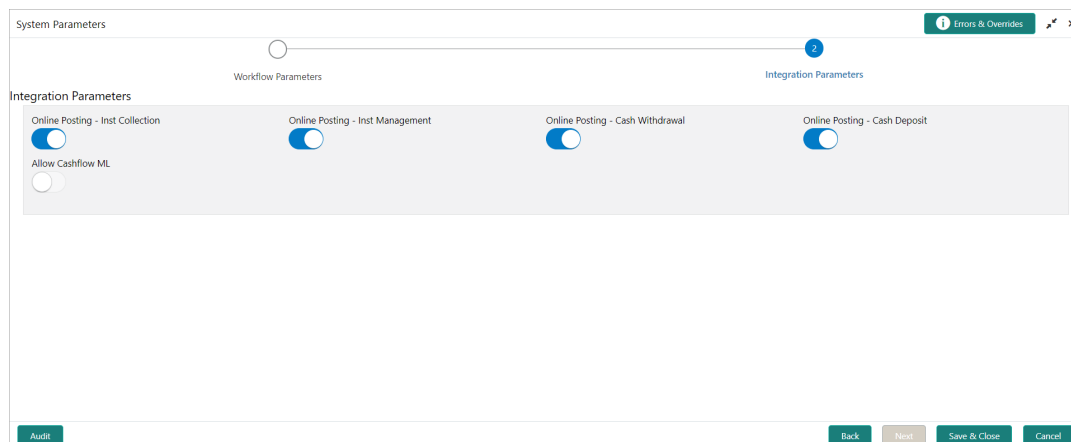 System Parameters
Errors & Overrides
2
Workflow Parameters
Integration Parameters
Integration Parameters
Online Posting - Inst Collection
Online Posting - Inst Management
Online Posting - Cash Withdrawal
Online Posting - Cash Deposit
Allow Cashflow ML
Audit
Back
Next
Save & Close
Cancel